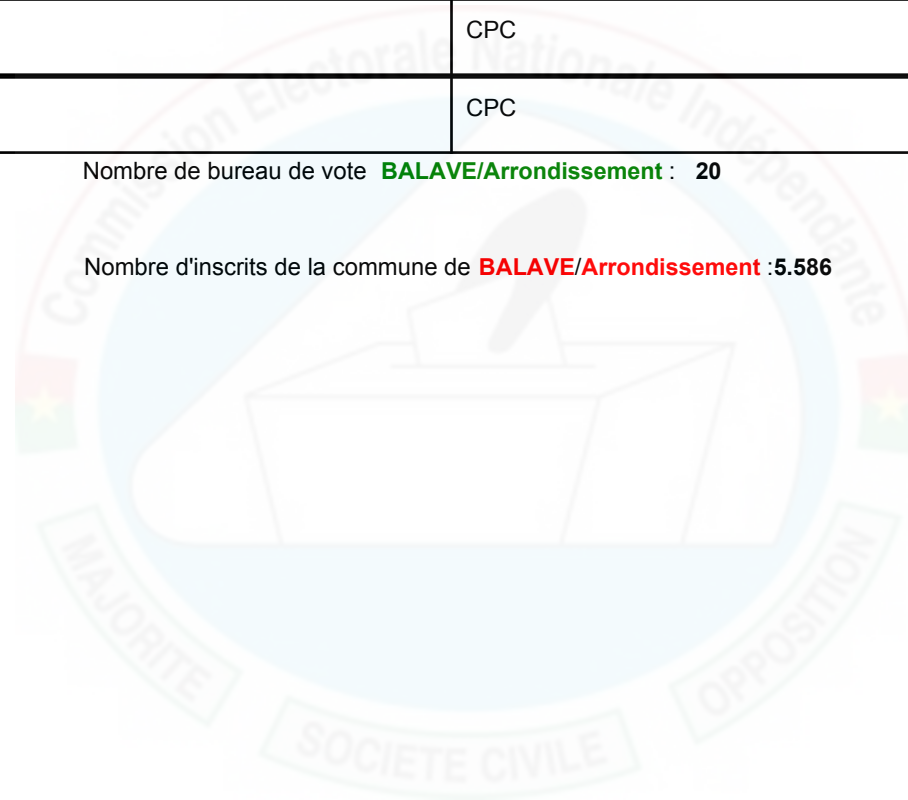 CPC
CPC
Nombre de bureau de vote BALAVE/Arrondissement : 20
Nombre d'inscrits de la commune de BALAVE/Arrondissement :5.586
Commission Electorale Nationale Indépendante
MAJORITE
SOCIETE CIVILE
OPPOSITION